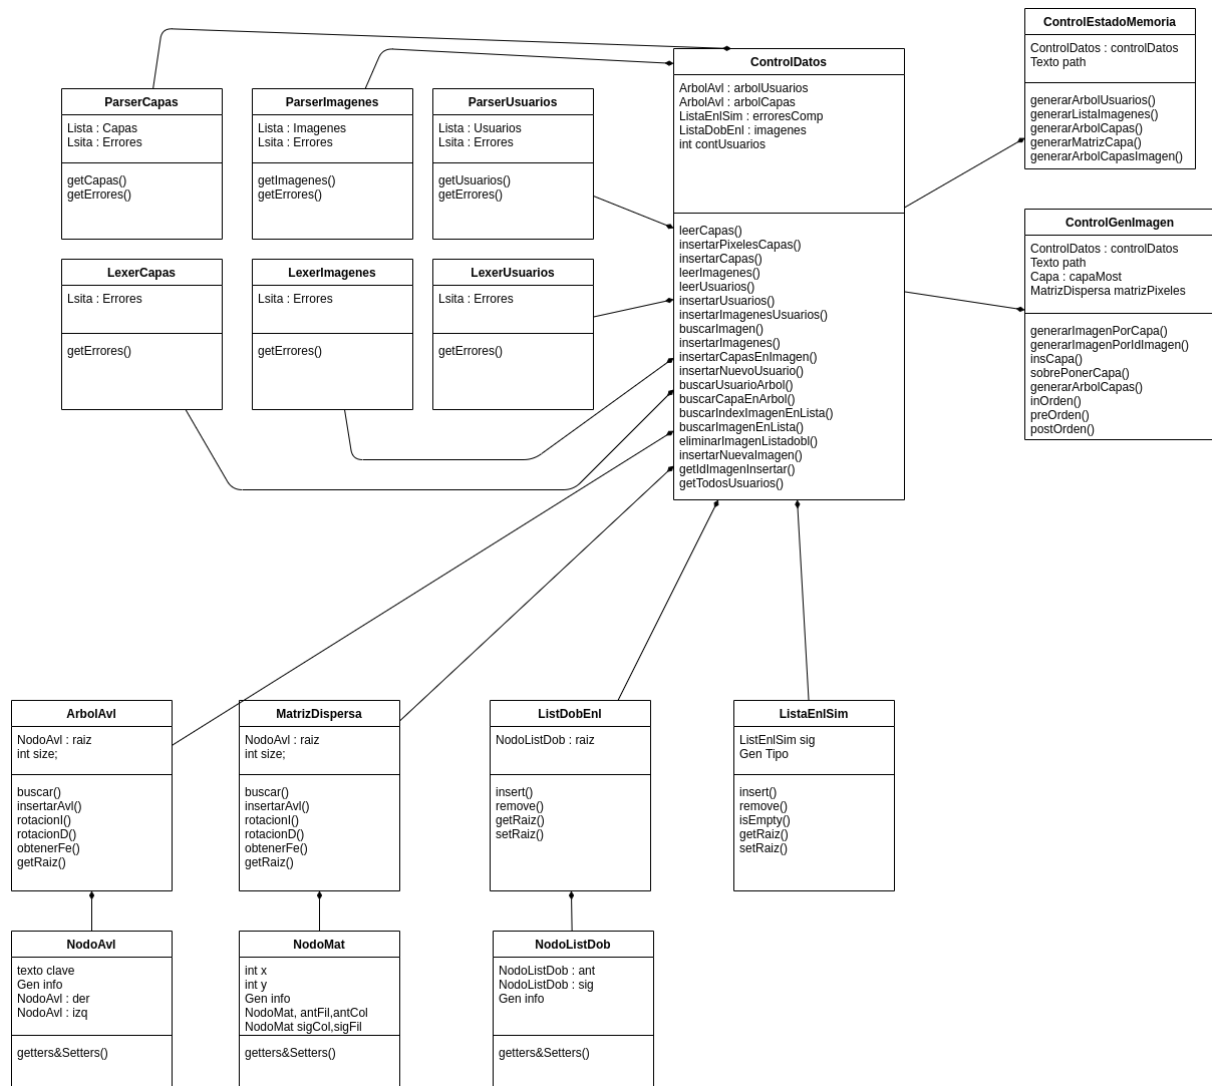 ControlEstadoMemoria
ControlDatos : controlDatos
Texto path
generarArbolUsuarios()
generarListaImagenes()
generarArbolCapas()
generarMatrizCapa()
generarArbolCapasImagen()
ControlDatos
ArbolAvl : arbolUsuarios
ArbolAvl : arbolCapas
ListaEnlSim : erroresComp
ListaDobEnl : imagenes
int contUsuarios
leerCapas()
insertarPixelesCapas()
insertarCapas()
leerImagenes()
leerUsuarios()
insertarUsuarios()
insertarImagenesUsuarios()
buscarImagen()
insertarImagenes()
insertarCapasEnImagen()
insertarNuevoUsuario()
buscarUsuarioArbol()
buscarCapaEnArbol()
buscarIndexImagenEnLista()
buscarImagenEnLista()
eliminarImagenListadobl()
insertarNuevaImagen()
getIdImagenInsertar()
getTodosUsuarios()
ParserCapas
Lista : Capas
Lsita : Errores
getCapas()
getErrores()
ParserImagenes
Lista : Imagenes
Lsita : Errores
getImagenes()
getErrores()
ParserUsuarios
Lista : Usuarios
Lsita : Errores
getUsuarios()
getErrores()
ControlGenImagen
ControlDatos : controlDatos
Texto path
Capa : capaMost
MatrizDispersa matrizPixeles
generarImagenPorCapa()
generarImagenPorIdImagen()
insCapa()
sobrePonerCapa()
generarArbolCapas()
inOrden()
preOrden()
postOrden()
LexerCapas
Lsita : Errores
getErrores()
LexerImagenes
Lsita : Errores
getErrores()
LexerUsuarios
Lsita : Errores
getErrores()
ArbolAvl
NodoAvl : raiz
int size;
buscar()
insertarAvl()
rotacionI()
rotacionD()
obtenerFe()
getRaiz()
MatrizDispersa
NodoAvl : raiz
int size;
buscar()
insertarAvl()
rotacionI()
rotacionD()
obtenerFe()
getRaiz()
ListDobEnl
NodoListDob : raiz
insert()
remove()
getRaiz()
setRaiz()
ListaEnlSim
ListEnlSim sig
Gen Tipo
insert()
remove()
isEmpty()
getRaiz()
setRaiz()
NodoAvl
texto clave
Gen info
NodoAvl : der
NodoAvl : izq
getters&Setters()
NodoMat
int x
int y
Gen info
NodoMat, antFil,antCol
NodoMat sigCol,sigFil
getters&Setters()
NodoListDob
NodoListDob : ant
NodoListDob : sig
Gen info
getters&Setters()